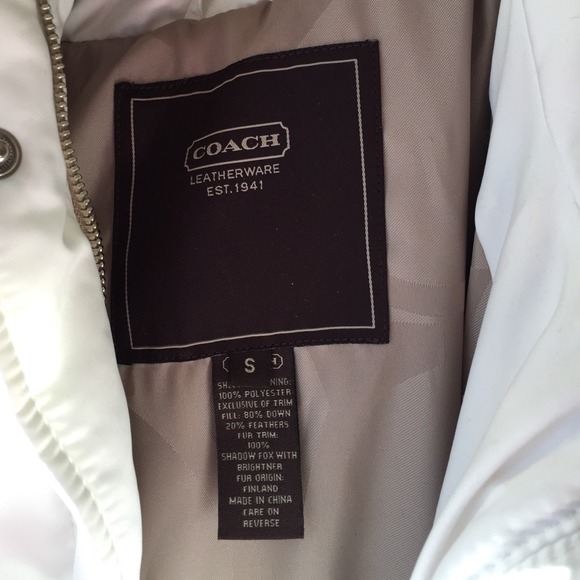 COACH
LEATHERWARE
EST. 1941
S
100% POLYESTER
EXCLUSIVE OF TRIM
FILL: 80% DOWN
20% FEATHERS
FUR TRIM:
100%
SHADOW FOX WITH
BRIGHTNER
FUR ORIGIN:
FINLAND
MADE IN CHINA
CARE ON
REVERSE